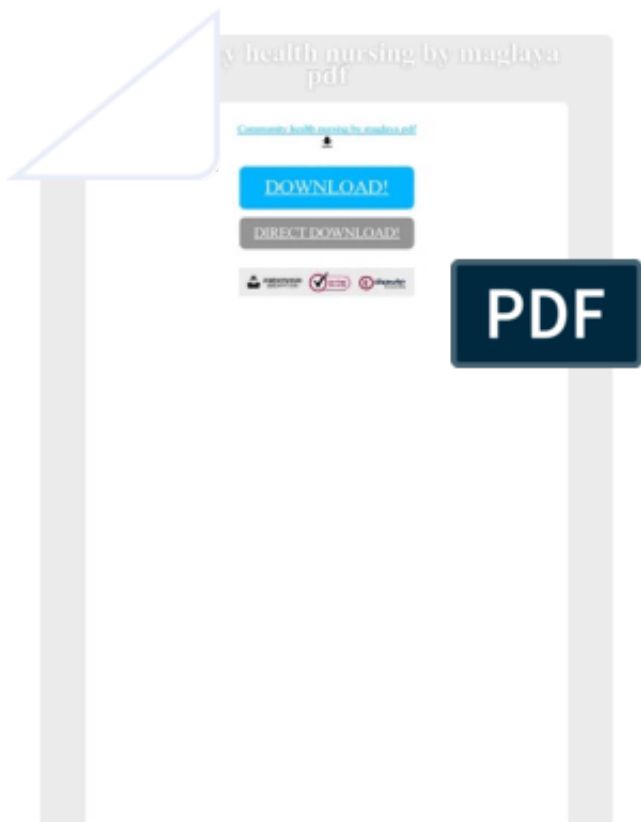 y health nursing by maglaya
pdf
Community health nursing by maglaya pdf
DOWNLOAD!
DIRECT DOWNLOAD!
PDF